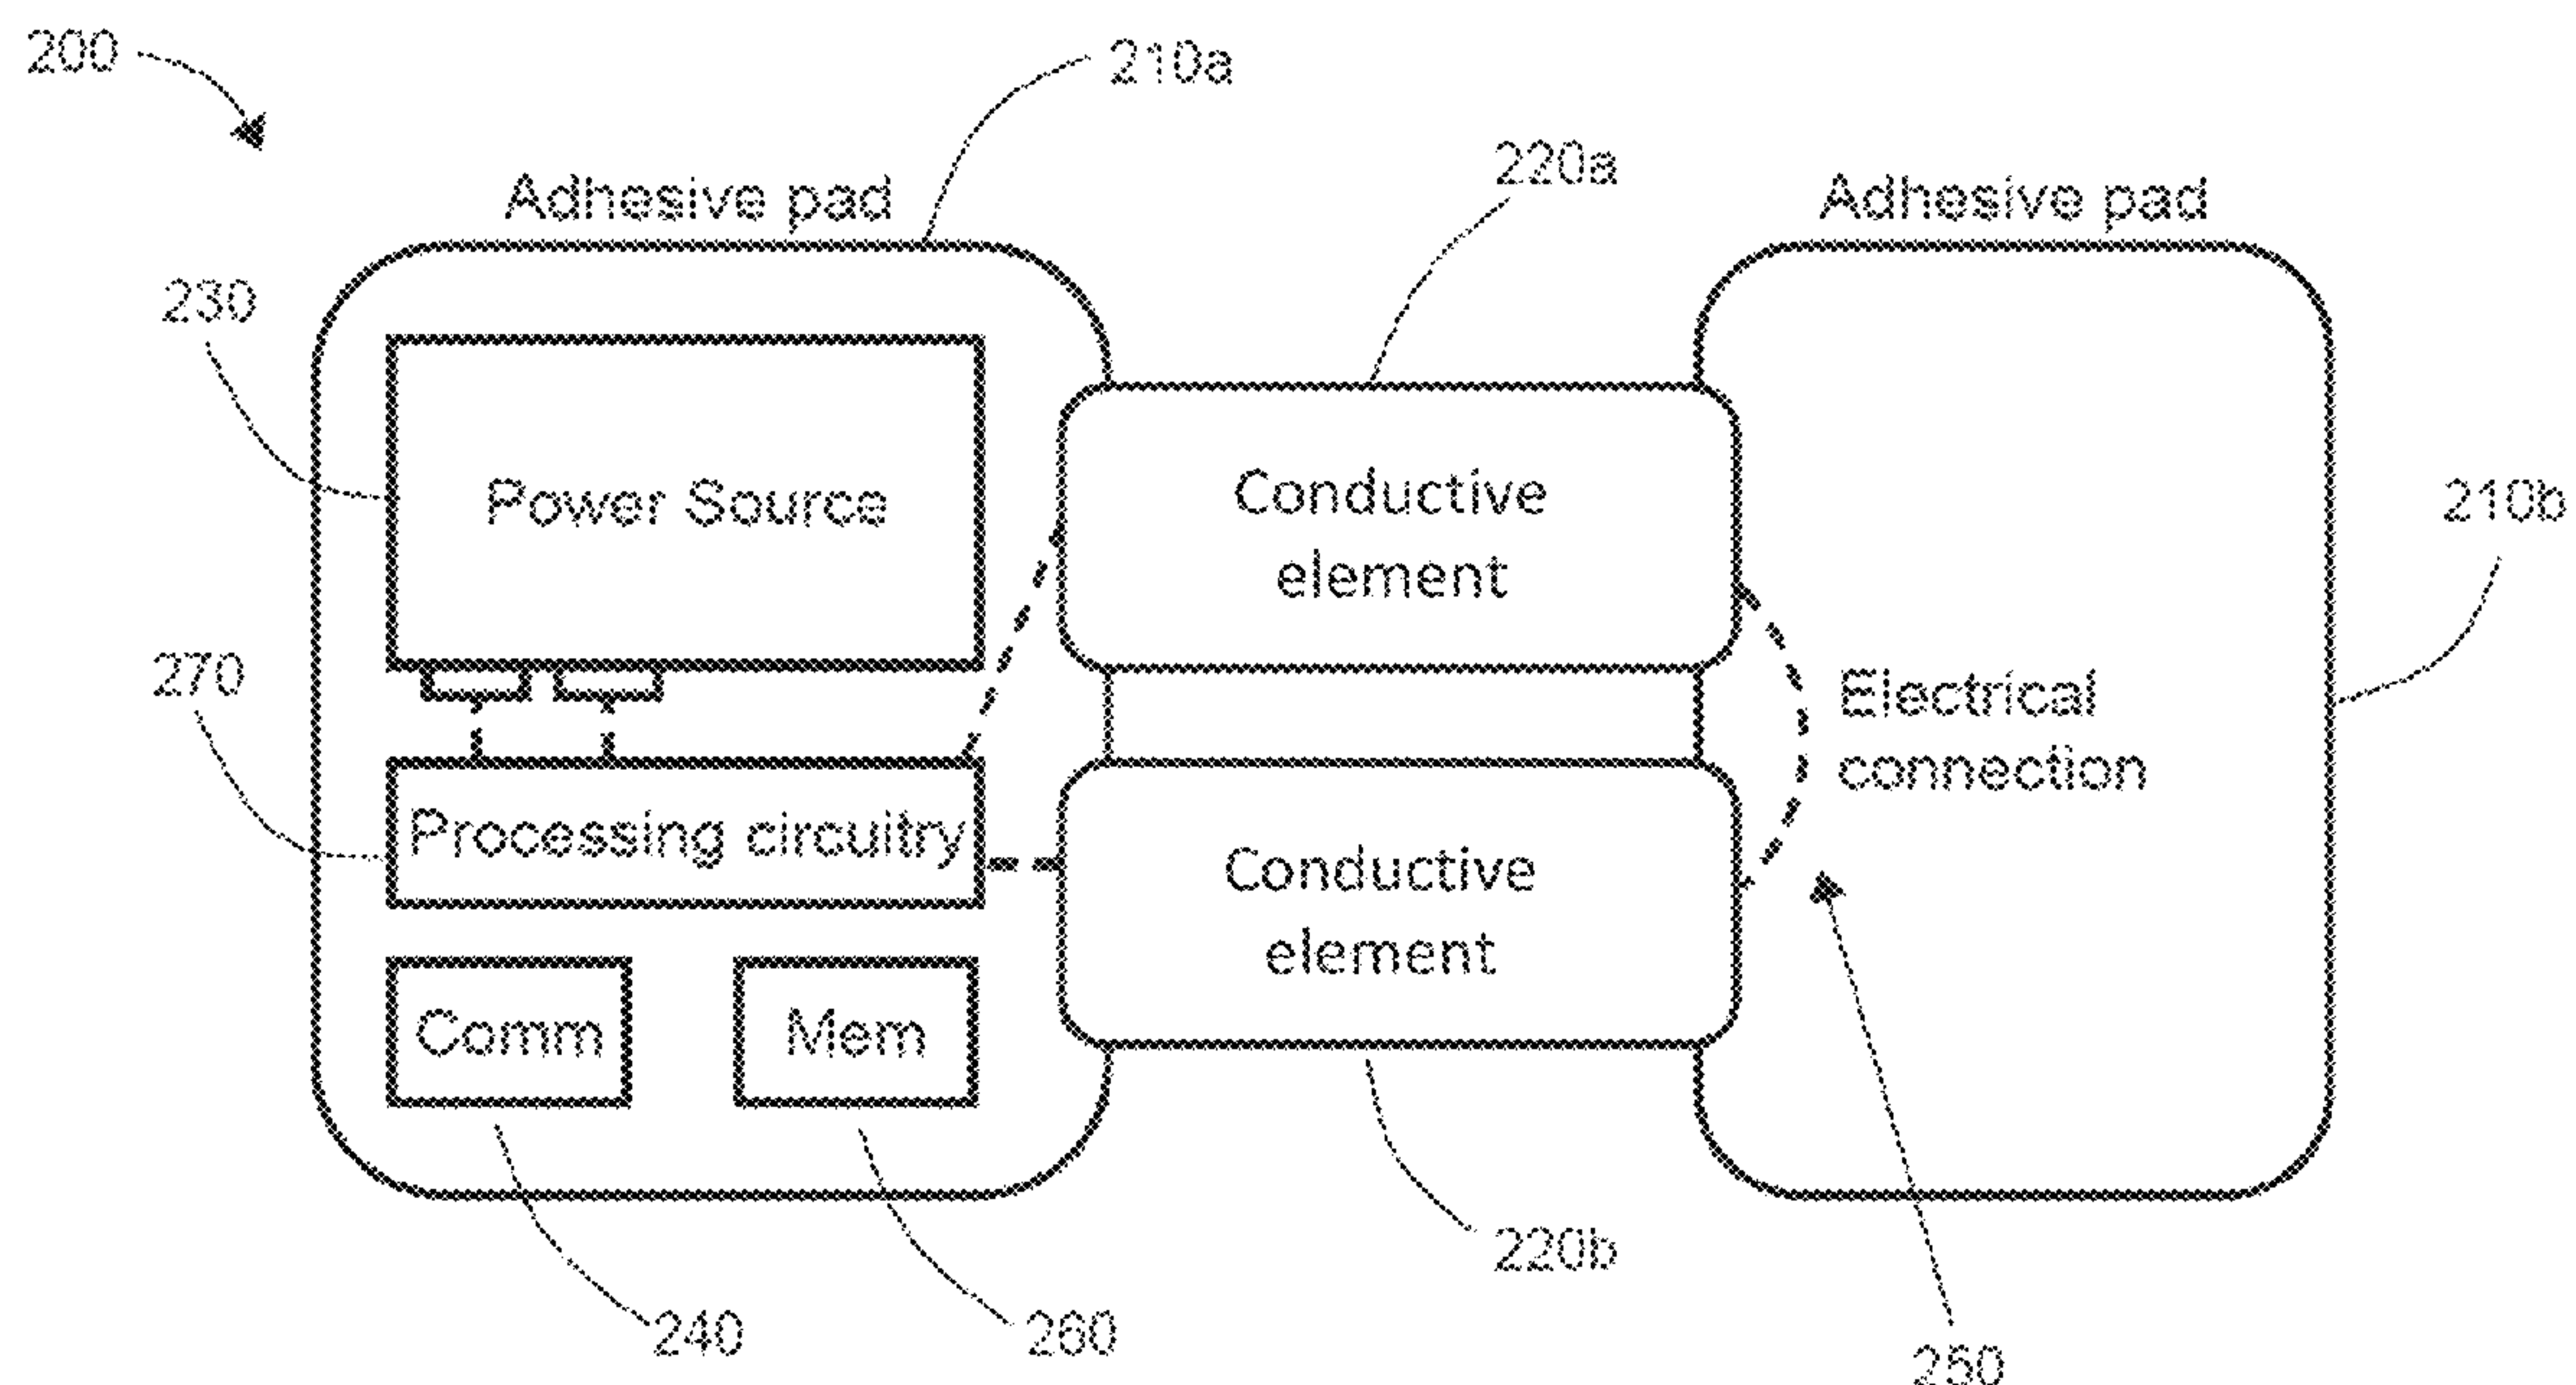 200
210a
220a
Adhesive pad
Adhesive pad
230
Power Source
Conductive
element
210b
270
Electrical
connection
Processing circuitry
Conductive
element
Comm
Mem
220b
240
260
250